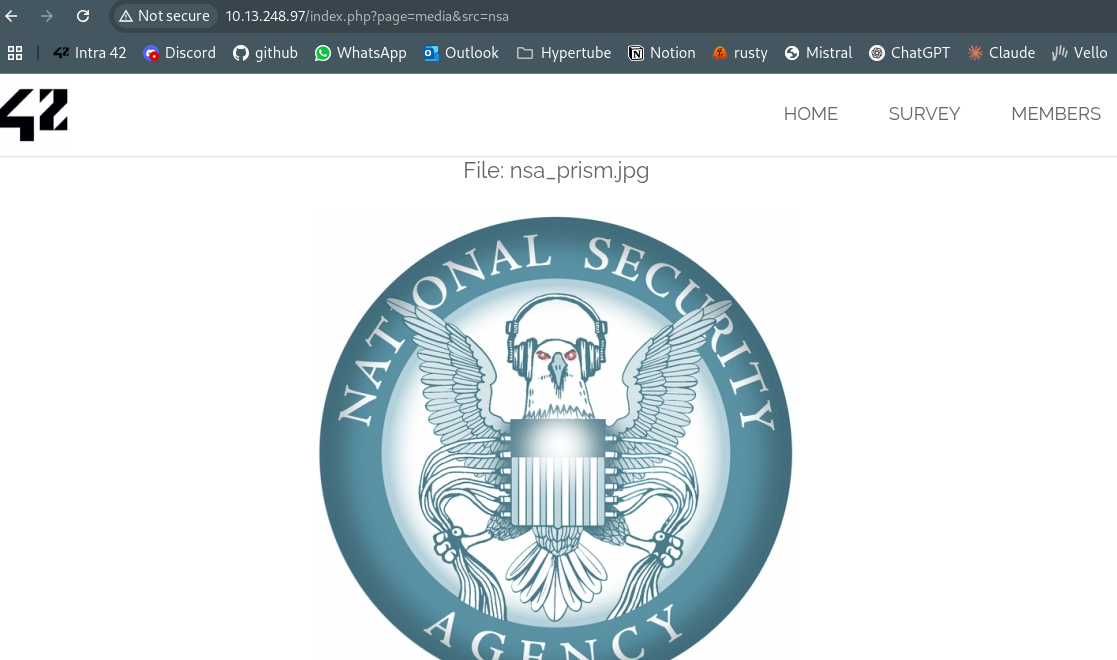 Not secure 10.13.248.97/index.php?page=media&src=nsa
42 Intra 42 Discord github WhatsApp Outlook Hypertube Notion rusty Mistral ChatGPT Claude Vello
42 HOME SURVEY MEMBERS
File: nsa_prism.jpg
NATIONAL SECURITY
AGENCY